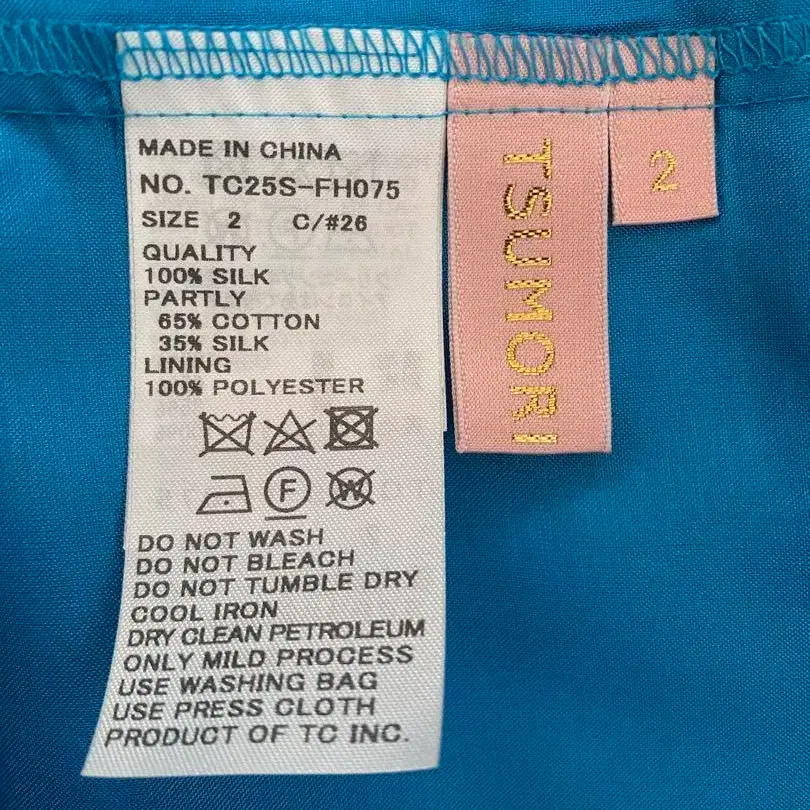 MADE IN CHINA
NO. TC25S-FH075
SIZE 2 C/#26
QUALITY
100% SILK
PARTLY
65% COTTON
35% SILK
LINING
100% POLYESTER
F
W
DO NOT WASH
DO NOT BLEACH
DO NOT TUMBLE DRY
COOL IRON
DRY CLEAN PETROLEUM
ONLY MILD PROCESS
USE WASHING BAG
USE PRESS CLOTH
PRODUCT OF TC INC.
TSUMORI
2